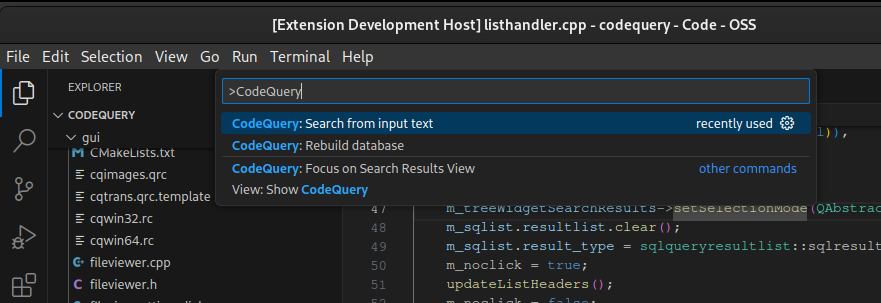 [Extension Development Host] listhandler.cpp - codequery - Code - OSS
File Edit Selection View Go Run Terminal Help
EXPLORER
>CodeQuery
CODEQUERY
CodeQuery: Search from input text recently used
l)),
gui
CodeQuery: Rebuild database
CMakeLists.txt
cqimages.qrc
CodeQuery: Focus on Search Results View other commands
cqtrans.qrc.template
View: Show CodeQuery
cqwin32.rc
47 m_treeWidgetSearchResults->setSelectionMode(QAbstrac
48 m_sqlist.resultlist.clear();
cqwin64.rc
49 m_sqlist.result_type = sqlqueryresultlist::sqlresult
fileviewer.cpp
50 m_noclick = true;
fileviewer.h
51 updateListHeaders();
52 m_noclick = false;